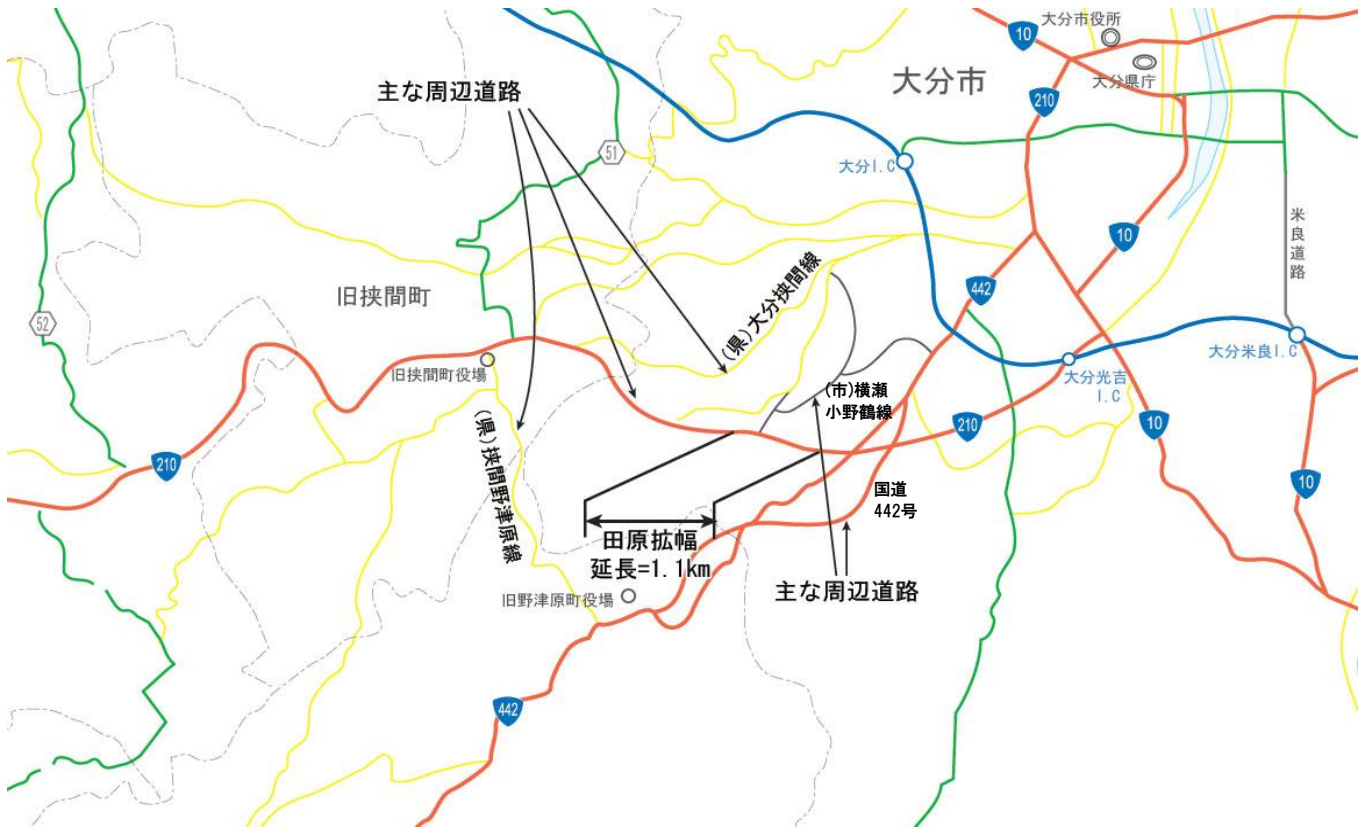 大分市役所
10
大分県庁
大分市
主な周辺道路
210
51
大分I.C
米良道路
10
旧挟間町
(県)大分挟間線
442
52
大分米良I.C
旧挟間町役場
大分光吉
I.C
(市)横瀬
小野鶴線
210
10
210
(県)挟間野津原線
国道
442号
10
田原拡幅
延長=1.1km
主な周辺道路
旧野津原町役場
442